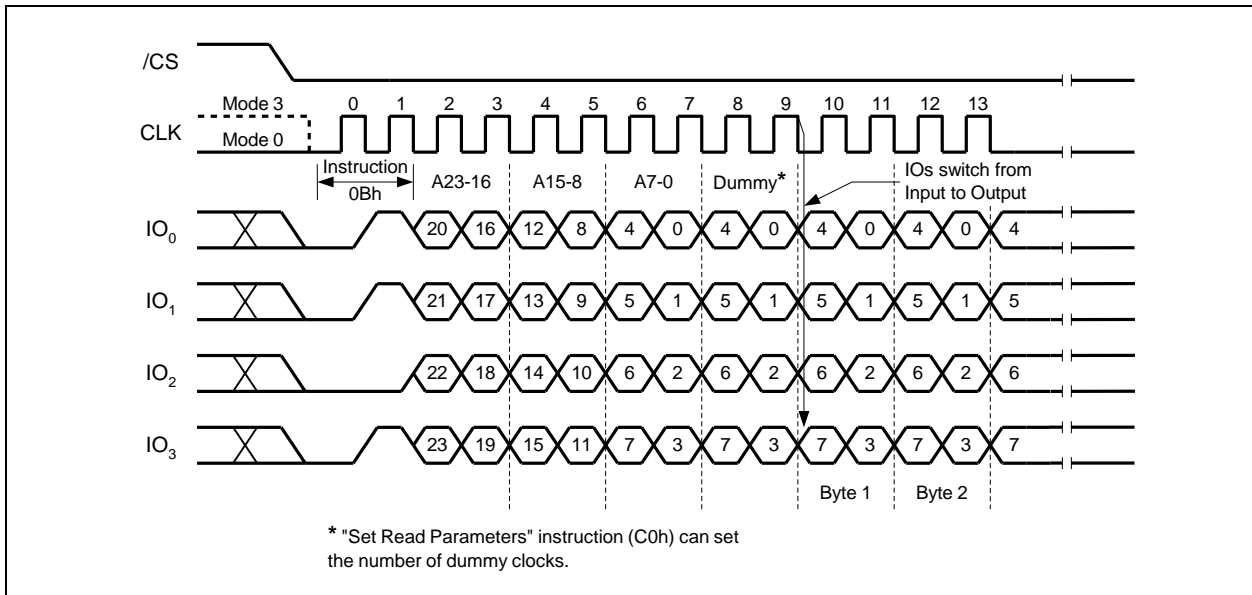 /CS
Mode 3 0 1 2 3 4 5 6 7 8 9 10 11 12 13
CLK
Mode 0
Instruction
A23-16 A15-8 A7-0 Dummy* IOs switch from
0Bh Input to Output
IO0 20 16 12 8 4 0 4 0 4 0 4 0 4
IO1 21 17 13 9 5 1 5 1 5 1 5 1 5
IO2 22 18 14 10 6 2 6 2 6 2 6 2 6
IO3 23 19 15 11 7 3 7 3 7 3 7 3 7
Byte 1 Byte 2
* "Set Read Parameters" instruction (C0h) can set
the number of dummy clocks.